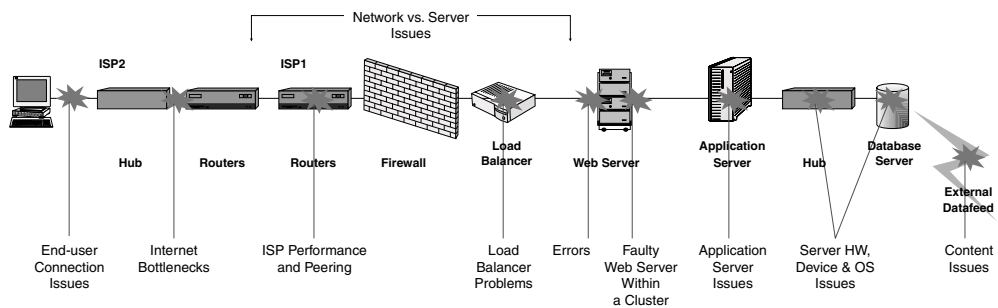 Network vs. Server
Issues
ISP2
ISP1
Hub
Routers
Routers
Firewall
Load
Balancer
Web Server
Application
Server
Hub
Database
Server
External
Datafeed
End-user
Connection
Issues
Internet
Bottlenecks
ISP Performance
and Peering
Load
Balancer
Problems
Errors
Faulty
Web Server
Within
a Cluster
Application
Server
Issues
Server HW,
Device & OS
Issues
Content
Issues